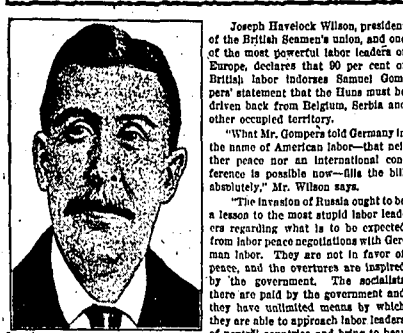 Joseph Havelock Wilson, presiden
of the British Seamen's union, and one
of the most powerful labor leaders o
Europe, declares that 90 per cent o
British labor indorses Samuel Gom
pers' statement that the Huns must be
driven back from Belgium, Serbia and
other occupied territory.
"What Mr. Gompers told Germany in
the name of American labor—that nei
ther peace nor an international con
ference is possible now—fills the bill
absolutely," Mr. Wilson says.
"The invasion of Russia ought to be
a lesson to the most stupid labor lead
ers regarding what is to be expected
from labor peace negotiations with Ger
man labor. They are not in favor of
peace, and the overtures are inspired
by the government. The socialists
there are paid by the government and
they have unlimited means by which
they are able to approach labor leaders